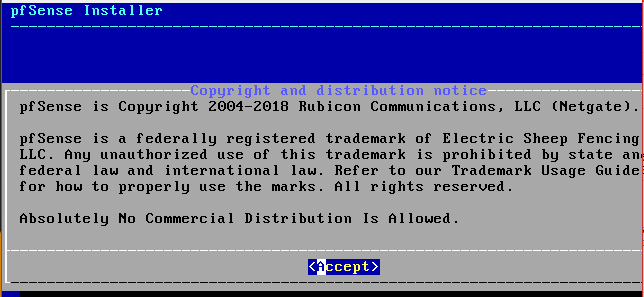 pfSense Installer
Copyright and distribution notice
pfSense is Copyright 2004-2018 Rubicon Communications, LLC (Netgate).
pfSense is a federally registered trademark of Electric Sheep Fencing
LLC. Any unauthorized use of this trademark is prohibited by state an
federal law and international law. Refer to our Trademark Usage Guide
for how to properly use the marks. All rights reserved.
Absolutely No Commercial Distribution Is Allowed.
<Accept>